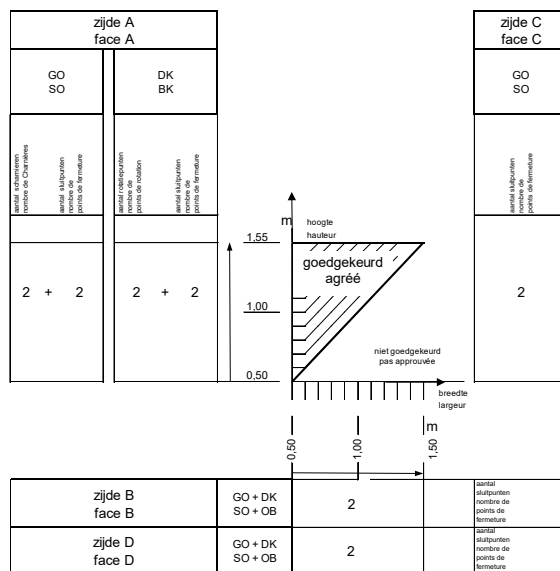 zijde A
face A
zijde C
face C
GO
SO
DK
BK
GO
SO
aantal scharnieren
nombre de Charnières
aantal sluitpunten
nombre de
points de fermeture
aantal rotatiepunten
nombre de
points de rotation
aantal sluitpunten
nombre de
points de fermeture
aantal sluitpunten
nombre de
points de fermeture
m
hoogte
hauteur
1,55
goedgekeurd
agréé
2 + 2
2 + 2
2
1,00
niet goedgekeurd
pas approuvée
0,50
breedte
largeur
m
0,50
1,00
1,50
zijde B
face B
GO + DK
SO + OB
2
aantal
sluitpunten
nombre de
points de
fermeture
zijde D
face D
GO + DK
SO + OB
2
aantal
sluitpunten
nombre de
points de
fermeture